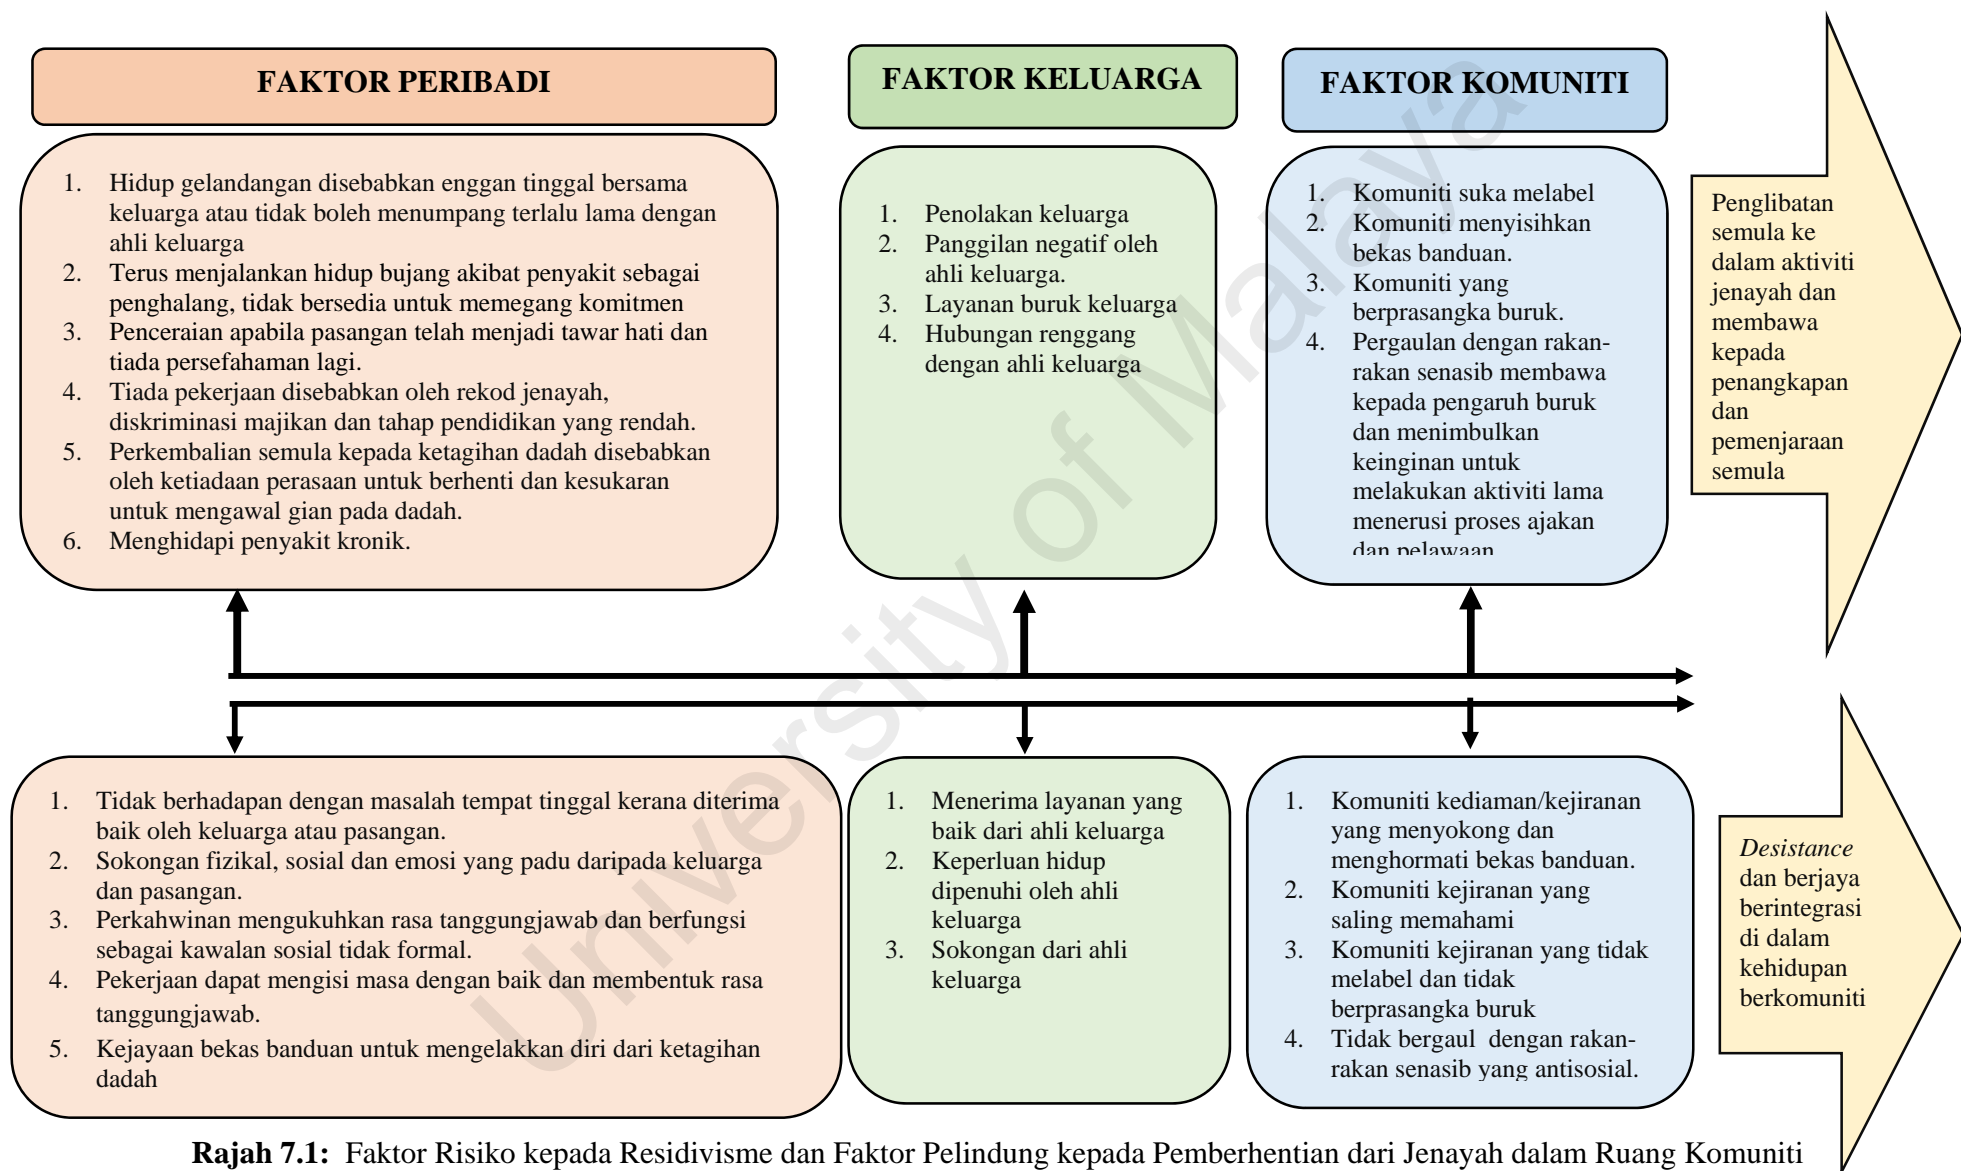 FAKTOR PERIBADI
1. Hidup gelandangan disebabkan enggan tinggal bersama
keluarga atau tidak boleh menumpang terlalu lama dengan
ahli keluarga
2. Terus menjalankan hidup bujang akibat penyakit sebagai
penghalang, tidak bersedia untuk memegang komitmen
3. Penceraian apabila pasangan telah menjadi tawar hati dan
tiada persefahaman lagi.
4. Tiada pekerjaan disebabkan oleh rekod jenayah,
diskriminasi majikan dan tahap pendidikan yang rendah.
5. Perkembalian semula kepada ketagihan dadah disebabkan
oleh ketiadaan perasaan untuk berhenti dan kesukaran
untuk mengawal gian pada dadah.
6. Menghidapi penyakit kronik.
FAKTOR KELUARGA
1. Penolakan keluarga
2. Panggilan negatif oleh
ahli keluarga.
3. Layanan buruk keluarga
4. Hubungan renggang
dengan ahli keluarga
FAKTOR KOMUNITI
1. Komuniti suka melabel
2. Komuniti menyisihkan
bekas banduan.
3. Komuniti yang
berprasangka buruk.
4. Pergaulan dengan rakan-
rakan senasib membawa
kepada pengaruh buruk
dan menimbulkan
keinginan untuk
melakukan aktiviti lama
menerusi proses ajakan
dan pelawaan
Penglibatan
semula ke
dalam aktiviti
jenayah dan
membawa
kepada
penangkapan
dan
pemenjaraan
semula
1. Tidak berhadapan dengan masalah tempat tinggal kerana diterima
baik oleh keluarga atau pasangan.
2. Sokongan fizikal, sosial dan emosi yang padu daripada keluarga
dan pasangan.
3. Perkahwinan mengukuhkan rasa tanggungjawab dan berfungsi
sebagai kawalan sosial tidak formal.
4. Pekerjaan dapat mengisi masa dengan baik dan membentuk rasa
tanggungjawab.
5. Kejayaan bekas banduan untuk mengelakkan diri dari ketagihan
dadah
1. Menerima layanan yang
baik dari ahli keluarga
2. Keperluan hidup
dipenuhi oleh ahli
keluarga
3. Sokongan dari ahli
keluarga
1. Komuniti kediaman/kejiranan
yang menyokong dan
menghormati bekas banduan.
2. Komuniti kejiranan yang
saling memahami
3. Komuniti kejiranan yang tidak
melabel dan tidak
berprasangka buruk
4. Tidak bergaul dengan rakan-
rakan senasib yang antisosial.
Desistance
dan berjaya
berintegrasi
di dalam
kehidupan
berkomuniti
Rajah 7.1: Faktor Risiko kepada Residivisme dan Faktor Pelindung kepada Pemberhentian dari Jenayah dalam Ruang Komuniti
University of Malaya